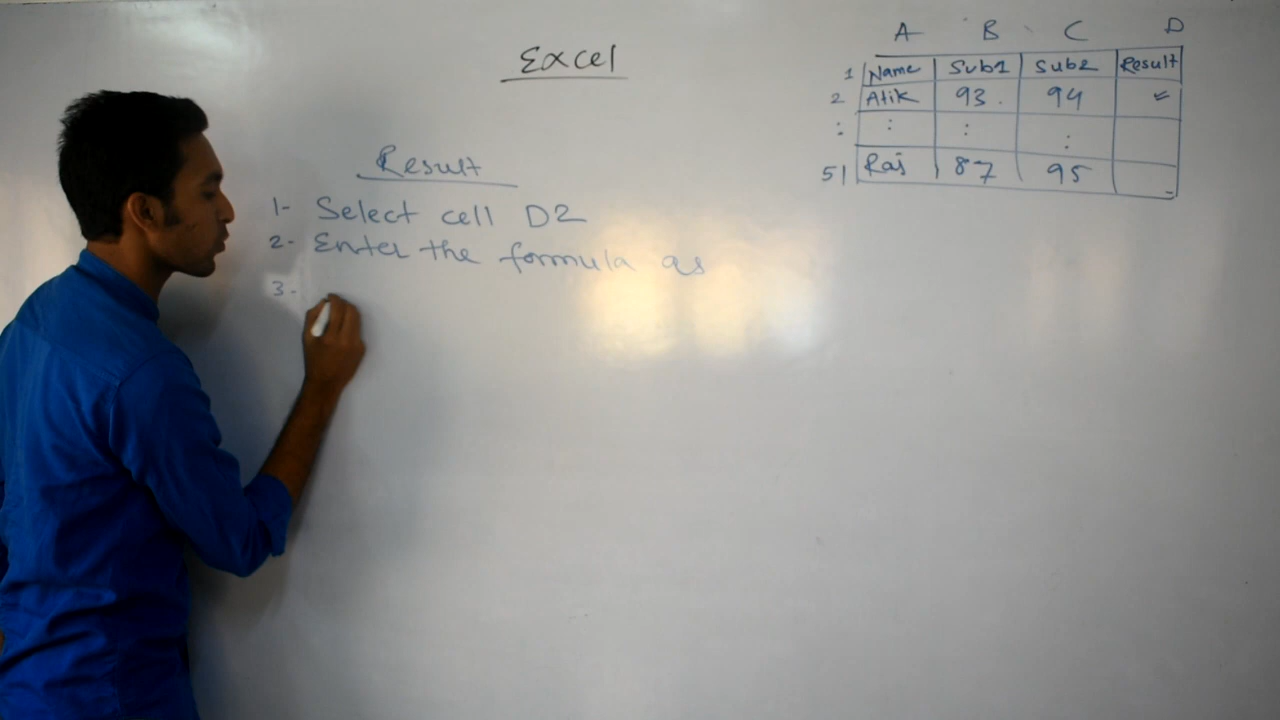 Excel
A B C D
1 Name Sub1 Sub2 Result
2 Atik 93 94
: : : :
51 Raj 87 95
Result
1- Select cell D2
2- Enter the formula as
3-